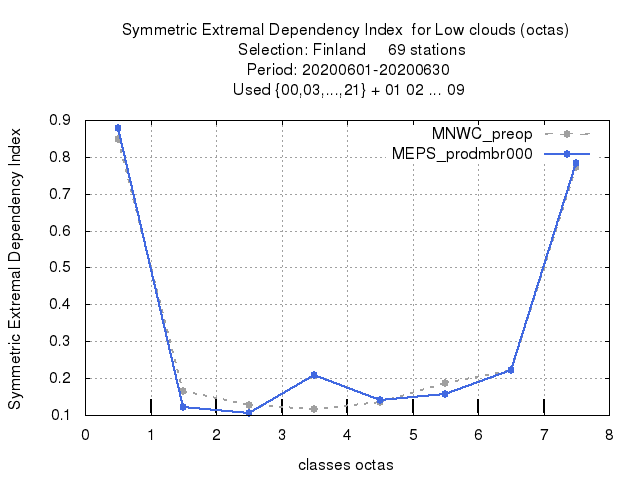 Symmetric Extremal Dependency Index  for Low clouds (octas)
Selection: Finland     69 stations
Period: 20200601-20200630
Used {00,03,...,21} + 01 02 ... 09
Symmetric Extremal Dependency Index
0.9
0.8
0.7
0.6
0.5
0.4
0.3
0.2
0.1
MNWC_preop
MEPS_prodmbr000
0 1 2 3 4 5 6 7 8
classes octas